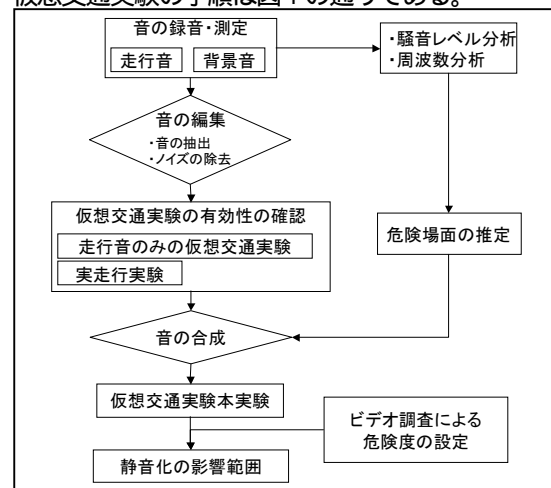 仮想交通実験の手順は図1の通りである。
音の録音・測定
走行音
背景音
・騒音レベル分析
・周波数分析
音の編集
・音の抽出
・ノイズの除去
仮想交通実験の有効性の確認
走行音のみの仮想交通実験
実走行実験
危険場面の推定
音の合成
仮想交通実験本実験
ビデオ調査による
危険度の設定
静音化の影響範囲